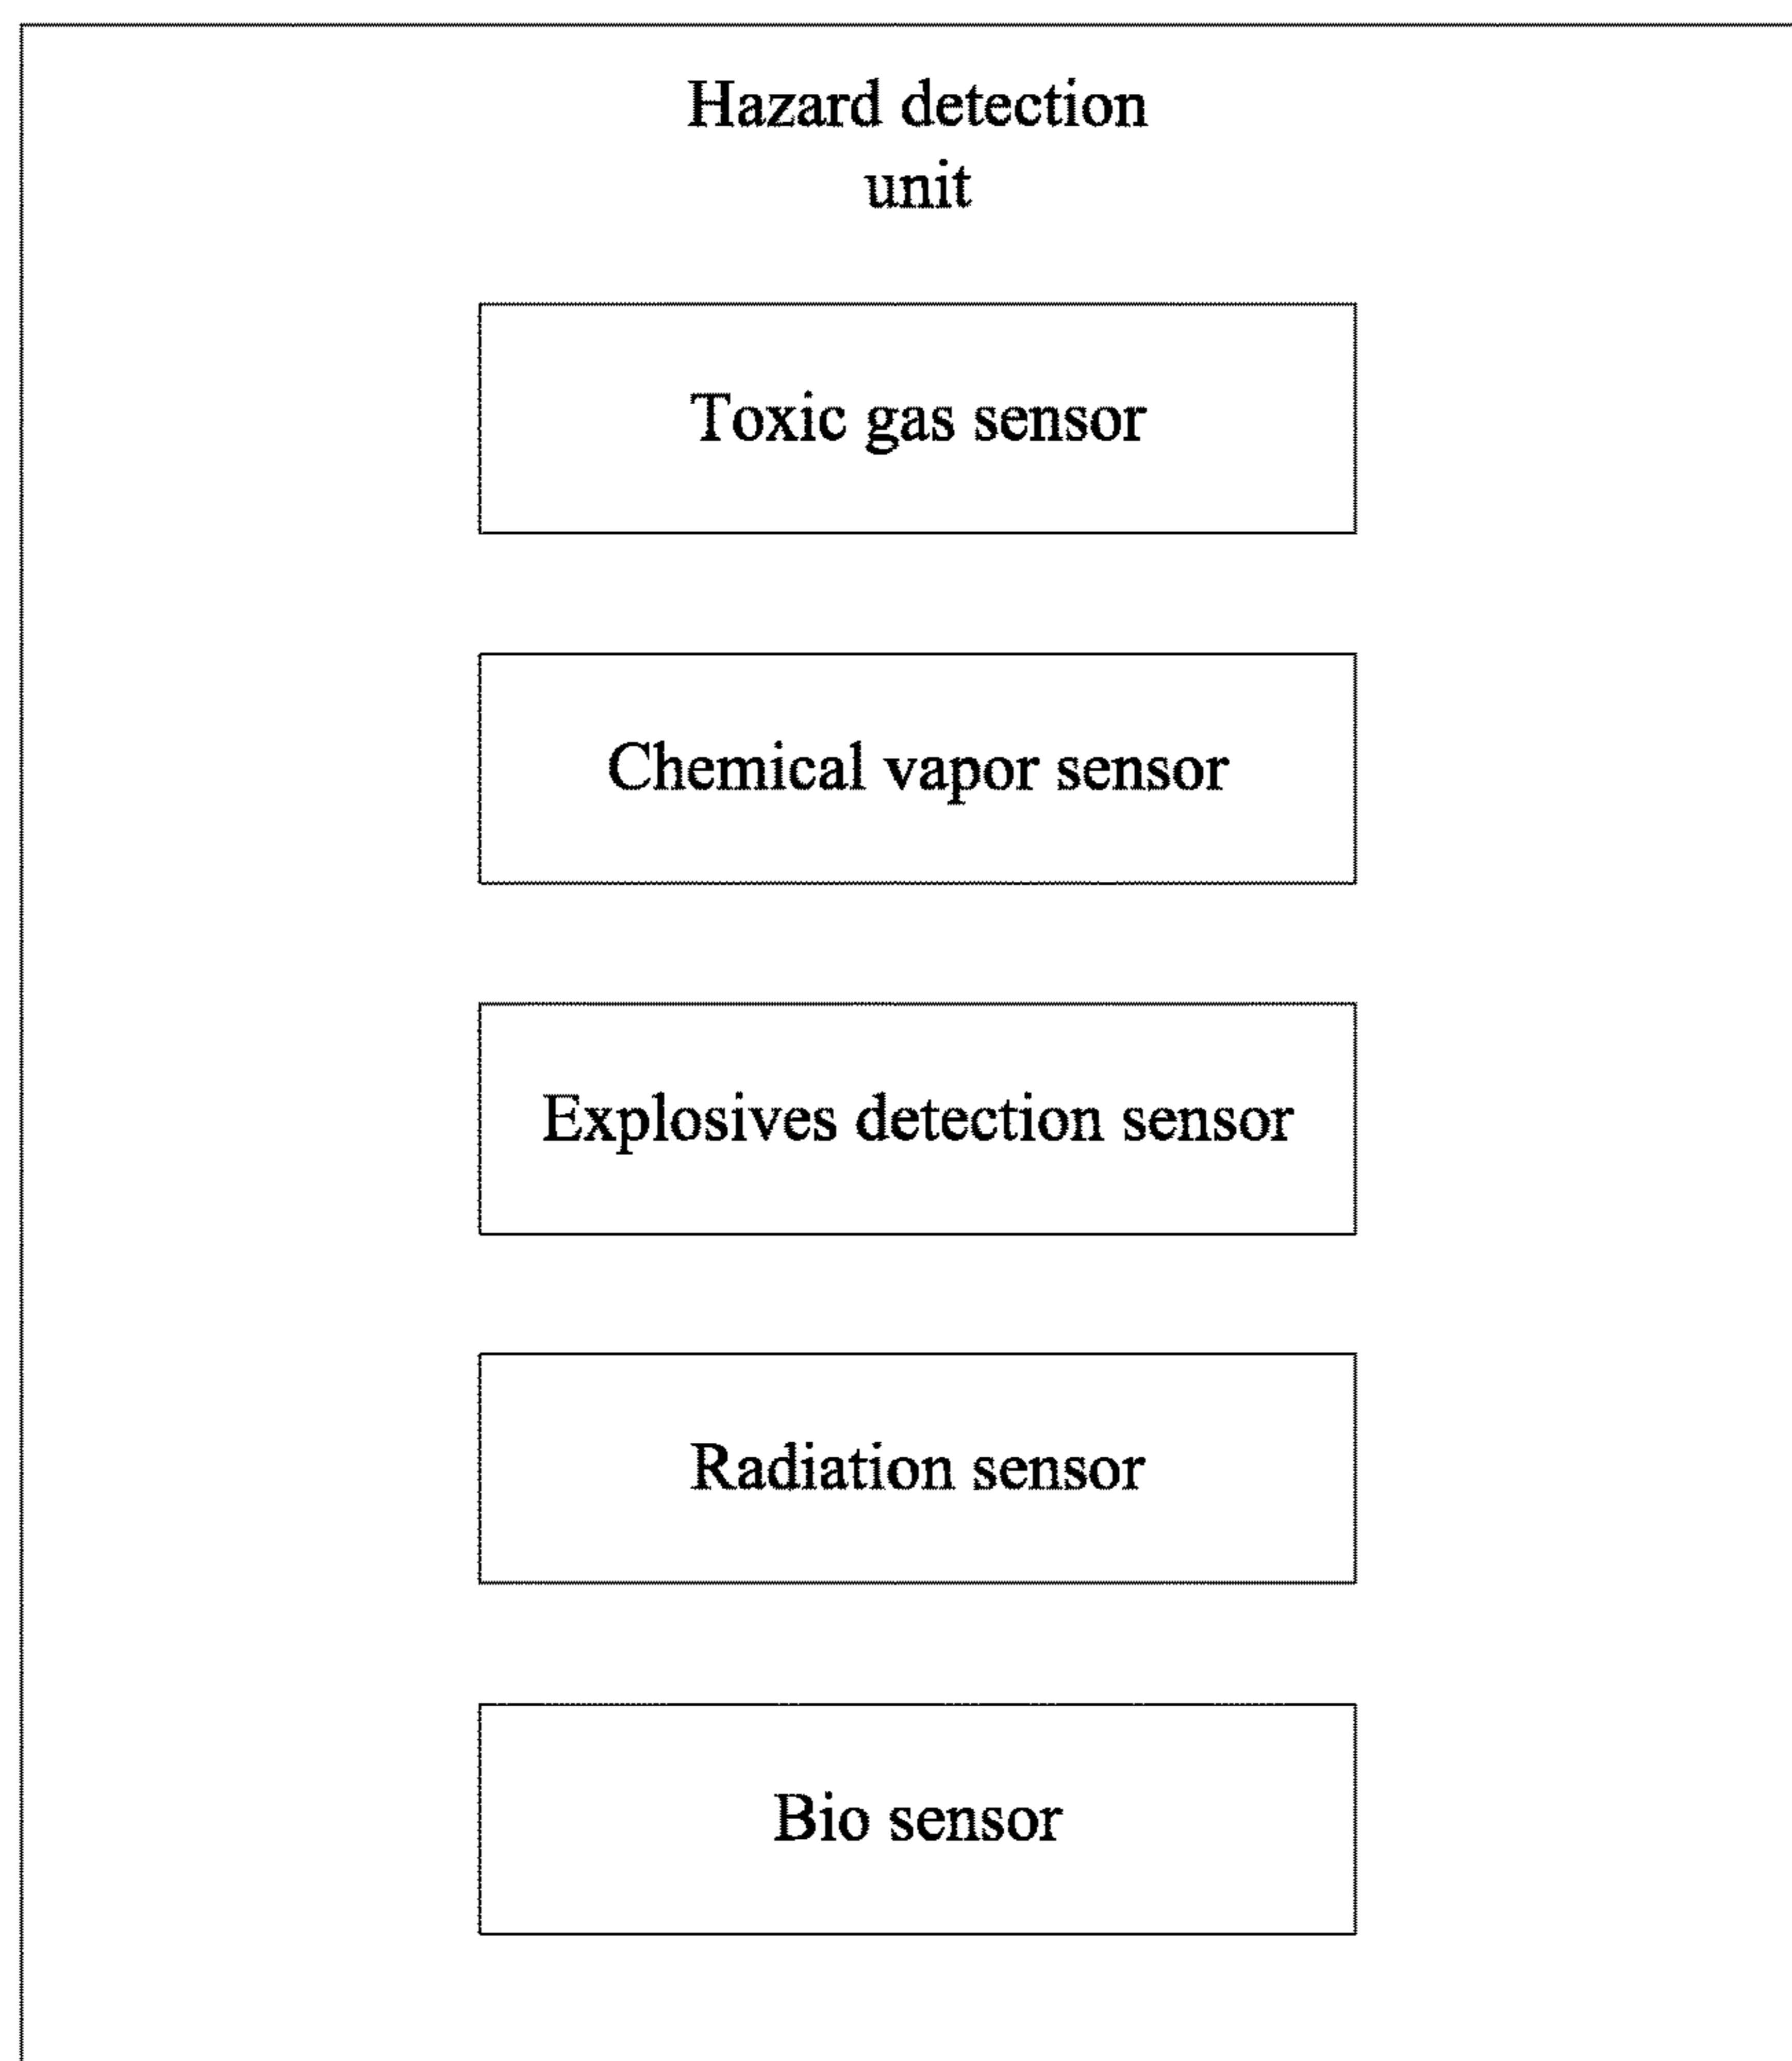 Hazard detection
unit
Toxic gas sensor
Chemical vapor sensor
Explosives detection sensor
Radiation sensor
Bio sensor